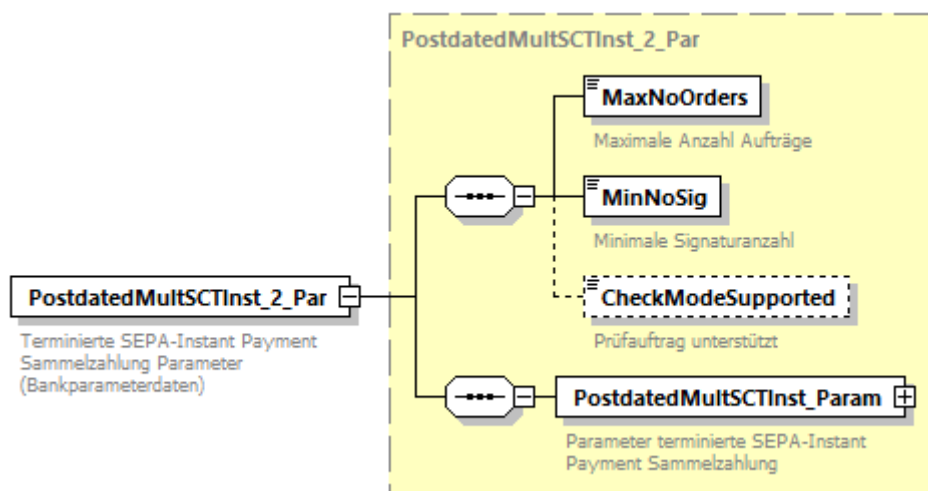 PostdatedMultSCTInst_2_Par
MaxNoOrders
Maximale Anzahl Aufträge
MinNoSig
Minimale Signaturanzahl
PostdatedMultSCTInst_2_Par
Terminierte SEPA-Instant Payment
Sammelzahlung Parameter
(Bankparameterdaten)
CheckModeSupported
Prüfauftrag unterstützt
PostdatedMultSCTInst_Param
Parameter terminierte SEPA-Instant
Payment Sammelzahlung